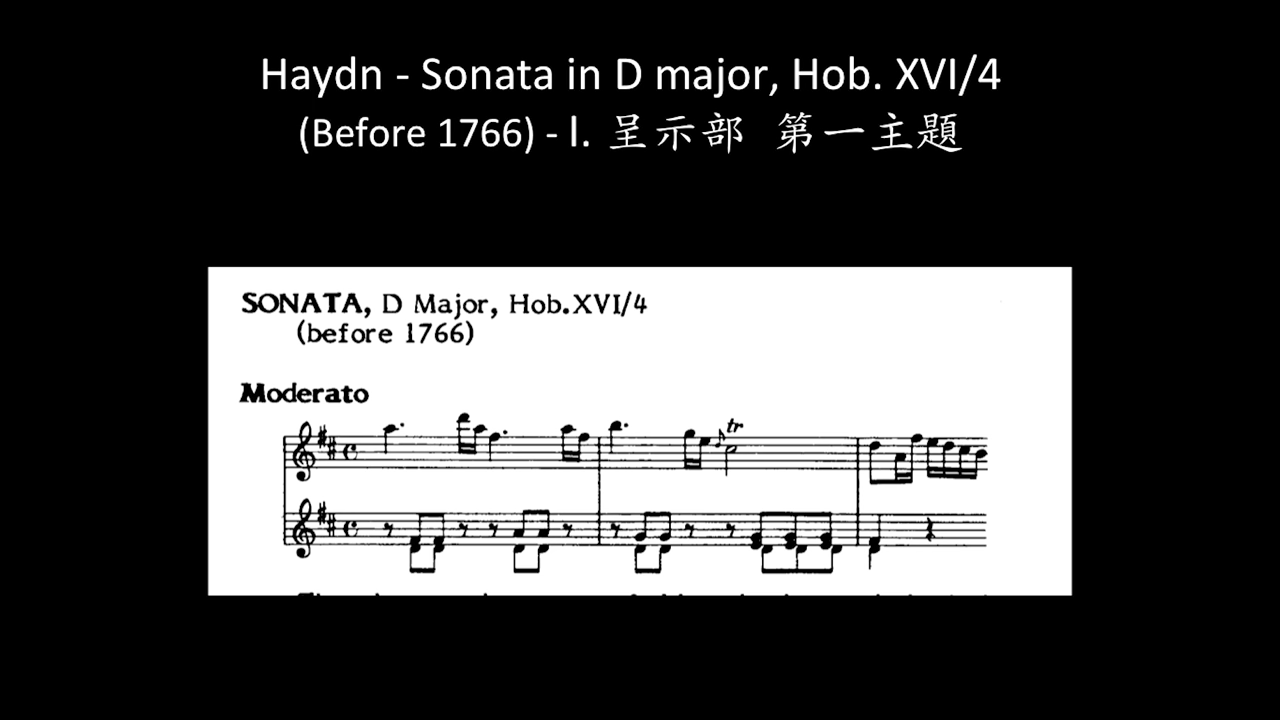 Haydn - Sonata in D major, Hob. XVI/4
(Before 1766) - I. 呈示部 第一主題
SONATA, D Major, Hob.XVI/4
(before 1766)
Moderato
tr